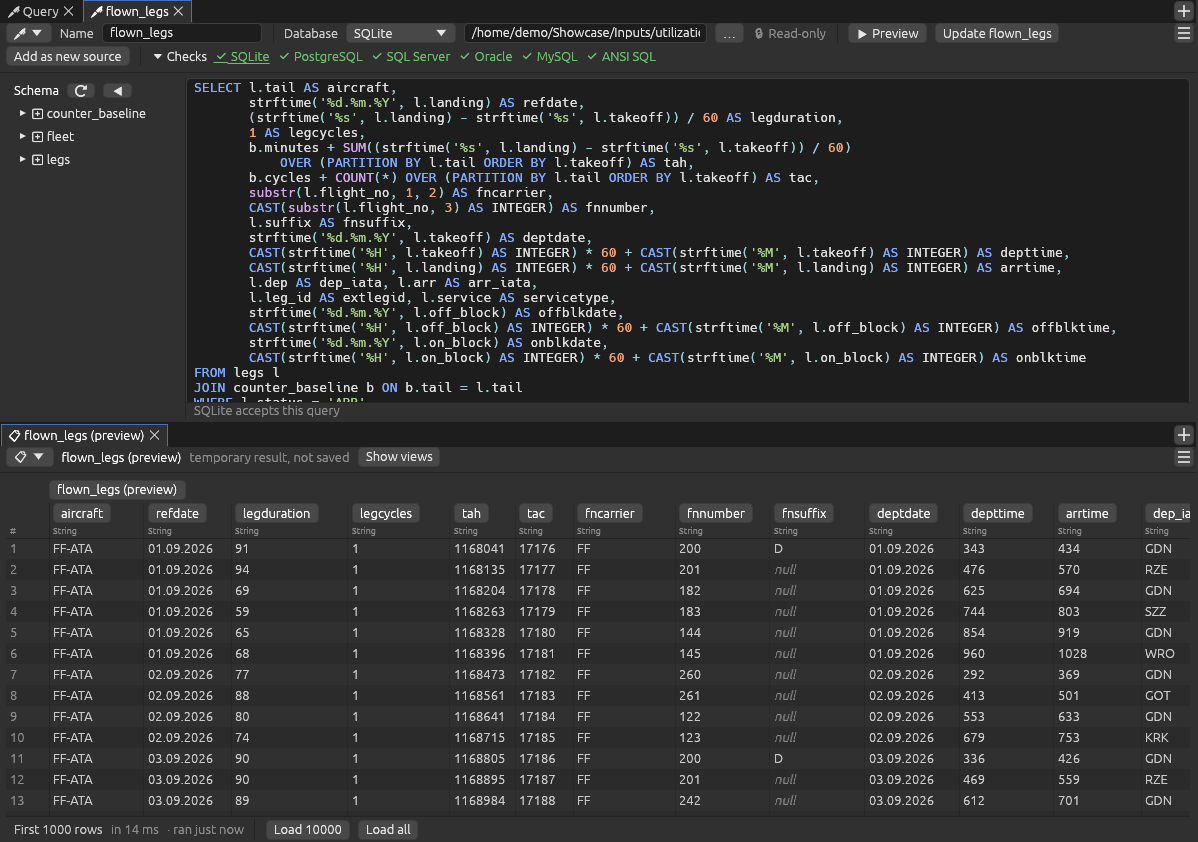 Query
flown_legs
Name flown_legs Database SQLite /home/demo/Showcase/Inputs/utilizati ... Read-only Preview Update flown_legs
Add as new source Checks SQLite PostgreSQL SQL Server Oracle MySQL ANSI SQL
Schema
counter_baseline
fleet
legs
SELECT l.tail AS aircraft,
strftime('%d.%m.%Y', l.landing) AS refdate,
(strftime('%s', l.landing) - strftime('%s', l.takeoff)) / 60 AS legduration,
1 AS legcycles,
b.minutes + SUM((strftime('%s', l.landing) - strftime('%s', l.takeoff)) / 60)
OVER (PARTITION BY l.tail ORDER BY l.takeoff) AS tah,
b.cycles + COUNT(*) OVER (PARTITION BY l.tail ORDER BY l.takeoff) AS tac,
substr(l.flight_no, 1, 2) AS fncarrier,
CAST(substr(l.flight_no, 3) AS INTEGER) AS fnnumber,
l.suffix AS fnsuffix,
strftime('%d.%m.%Y', l.takeoff) AS deptdate,
CAST(strftime('%H', l.takeoff) AS INTEGER) * 60 + CAST(strftime('%M', l.takeoff) AS INTEGER) AS depttime,
CAST(strftime('%H', l.landing) AS INTEGER) * 60 + CAST(strftime('%M', l.landing) AS INTEGER) AS arrtime,
l.dep AS dep_iata, l.arr AS arr_iata,
l.leg_id AS extlegid, l.service AS servicetype,
strftime('%d.%m.%Y', l.off_block) AS offblkdate,
CAST(strftime('%H', l.off_block) AS INTEGER) * 60 + CAST(strftime('%M', l.off_block) AS INTEGER) AS offblktime,
strftime('%d.%m.%Y', l.on_block) AS onblkdate,
CAST(strftime('%H', l.on_block) AS INTEGER) * 60 + CAST(strftime('%M', l.on_block) AS INTEGER) AS onblktime
FROM legs l
JOIN counter_baseline b ON b.tail = l.tail
WHERE l.status = 'ARR'
SQLite accepts this query
flown_legs (preview)
flown_legs (preview) temporary result, not saved Show views
flown_legs (preview)
aircraft refdate legduration legcycles tah tac fncarrier fnnumber fnsuffix deptdate depttime arrtime dep_ia
# String String String String String String String String String String String String String
1 FF-ATA 01.09.2026 91 1 1168041 17176 FF 200 D 01.09.2026 343 434 GDN
2 FF-ATA 01.09.2026 94 1 1168135 17177 FF 201 null 01.09.2026 476 570 RZE
3 FF-ATA 01.09.2026 69 1 1168204 17178 FF 182 null 01.09.2026 625 694 GDN
4 FF-ATA 01.09.2026 59 1 1168263 17179 FF 183 null 01.09.2026 744 803 SZZ
5 FF-ATA 01.09.2026 65 1 1168328 17180 FF 144 null 01.09.2026 854 919 GDN
6 FF-ATA 01.09.2026 68 1 1168396 17181 FF 145 null 01.09.2026 960 1028 WRO
7 FF-ATA 02.09.2026 77 1 1168473 17182 FF 260 null 02.09.2026 292 369 GDN
8 FF-ATA 02.09.2026 88 1 1168561 17183 FF 261 null 02.09.2026 413 501 GOT
9 FF-ATA 02.09.2026 80 1 1168641 17184 FF 122 null 02.09.2026 553 633 GDN
10 FF-ATA 02.09.2026 74 1 1168715 17185 FF 123 null 02.09.2026 679 753 KRK
11 FF-ATA 03.09.2026 90 1 1168805 17186 FF 200 D 03.09.2026 336 426 GDN
12 FF-ATA 03.09.2026 90 1 1168895 17187 FF 201 null 03.09.2026 469 559 RZE
13 FF-ATA 03.09.2026 89 1 1168984 17188 FF 242 null 03.09.2026 612 701 GDN
First 1000 rows in 14 ms · ran just now Load 10000 Load all